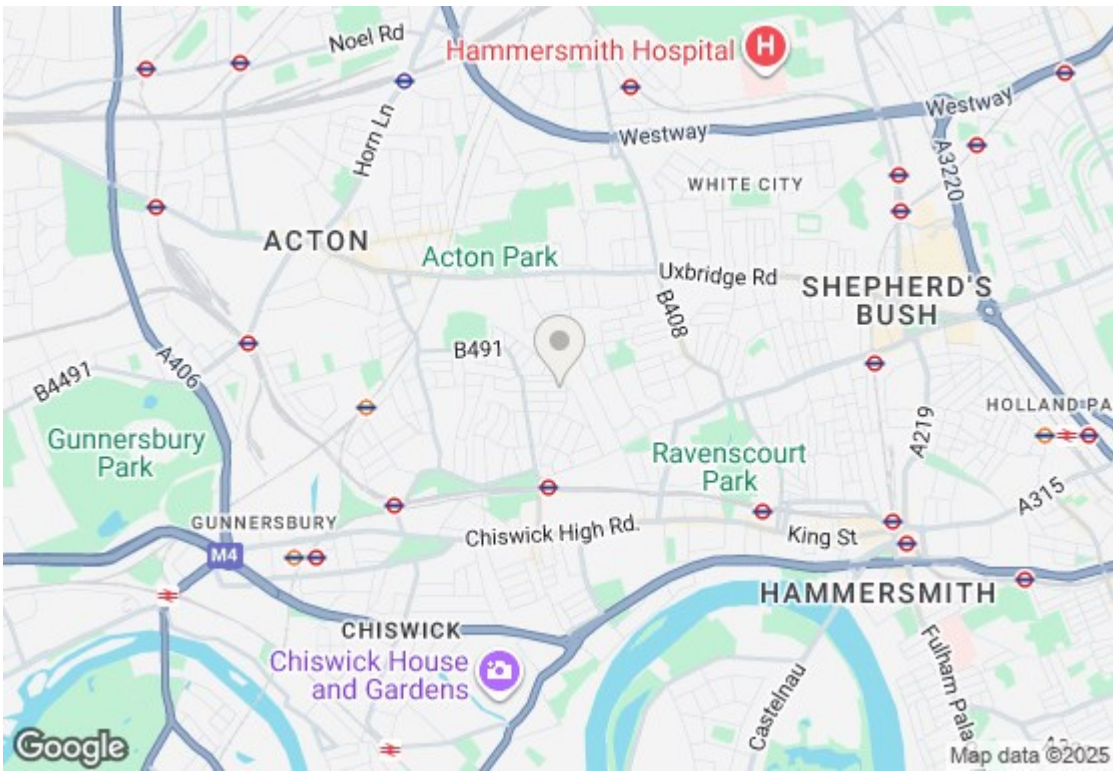 Noel Rd
Hammersmith Hospital
H
Horn Ln
Westway
Westway
A3220
WHITE CITY
ACTON
Acton Park
Uxbridge Rd
SHEPHERD'S
BUSH
B408
B491
A406
B4491
HOLLAND PA
A219
Gunnersbury
Park
Ravenscourt
Park
A315
GUNNERSBURY
Chiswick High Rd.
King St
M4
HAMMERSMITH
CHISWICK
Chiswick House
and Gardens
Castelnau
Fulham Pala
Google
Map data ©2025